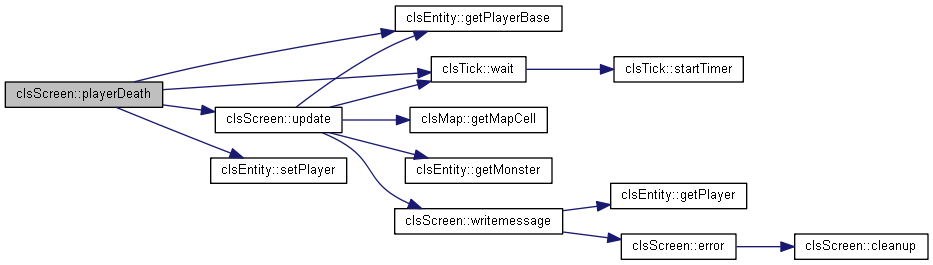 clsEntity::getPlayerBase
clsTick::wait
clsTick::startTimer
clsScreen::playerDeath
clsScreen::update
clsMap::getMapCell
clsEntity::setPlayer
clsEntity::getMonster
clsEntity::getPlayer
clsScreen::writemessage
clsScreen::error
clsScreen::cleanup